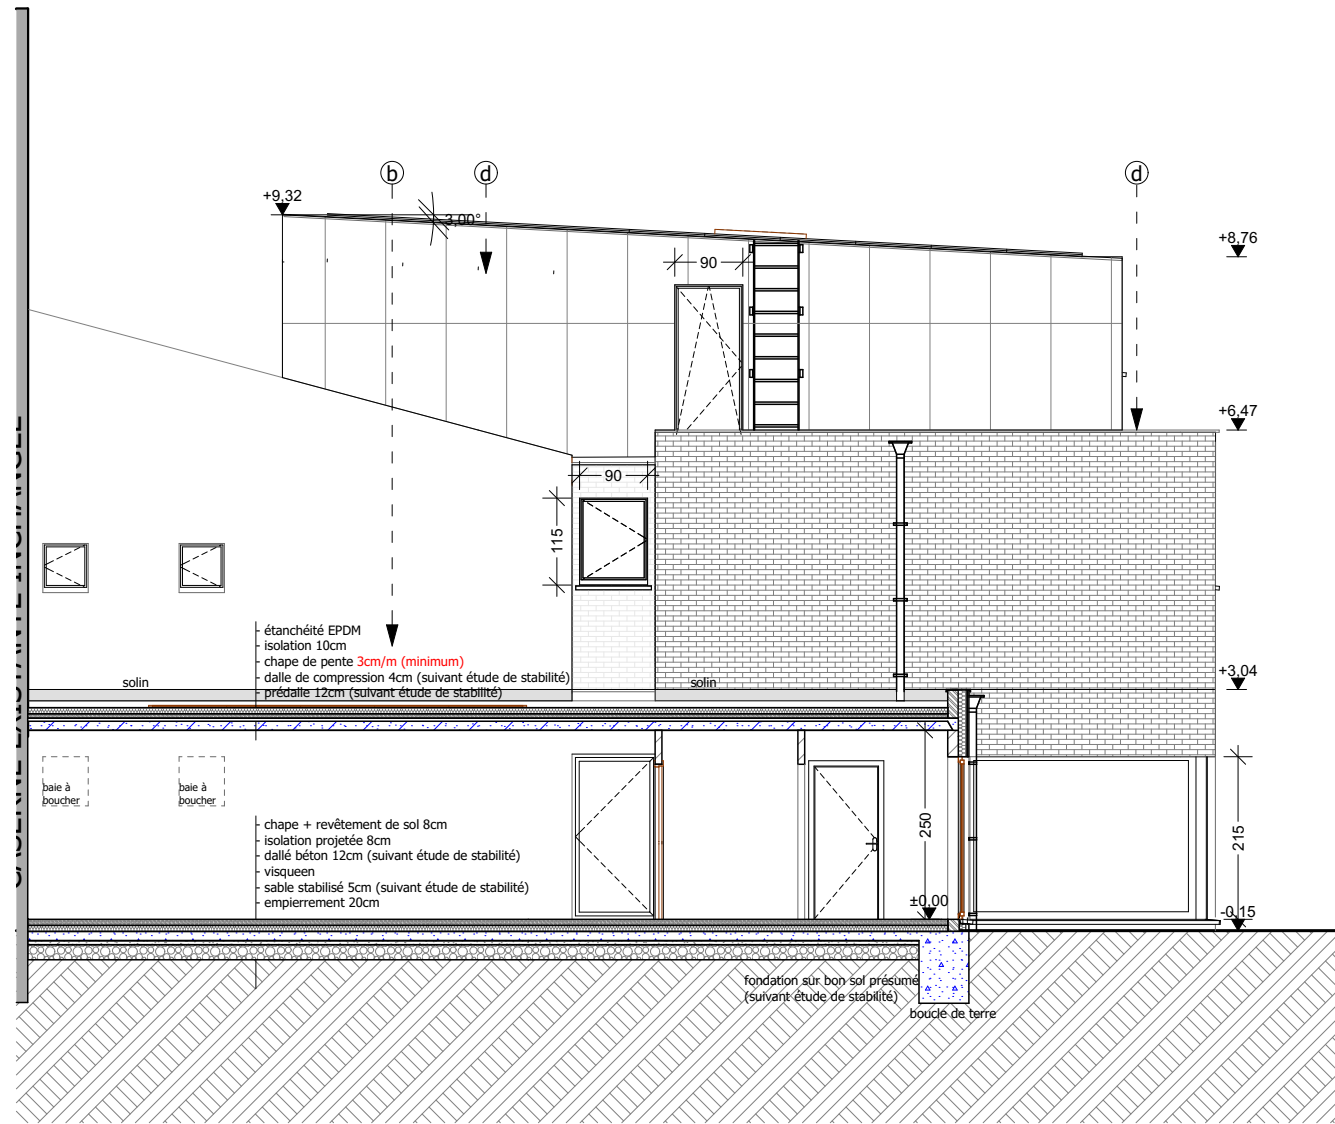 b
d
d
+9,32
3,00°
+8,76
90
+6,47
90
115
étanchéité EPDM
isolation 10cm
chape de pente 3cm/m (minimum)
dalle de compression 4cm (suivant étude de stabilité)
prédalle 12cm (suivant étude de stabilité)
solin
solin
+3,04
baie à
boucher
baie à
boucher
chape + revêtement de sol 8cm
isolation projetée 8cm
dallé béton 12cm (suivant étude de stabilité)
visqueen
sable stabilisé 5cm (suivant étude de stabilité)
empierrement 20cm
250
215
±0,00
-0,15
fondation sur bon sol présumé
(suivant étude de stabilité)
boucle de terre